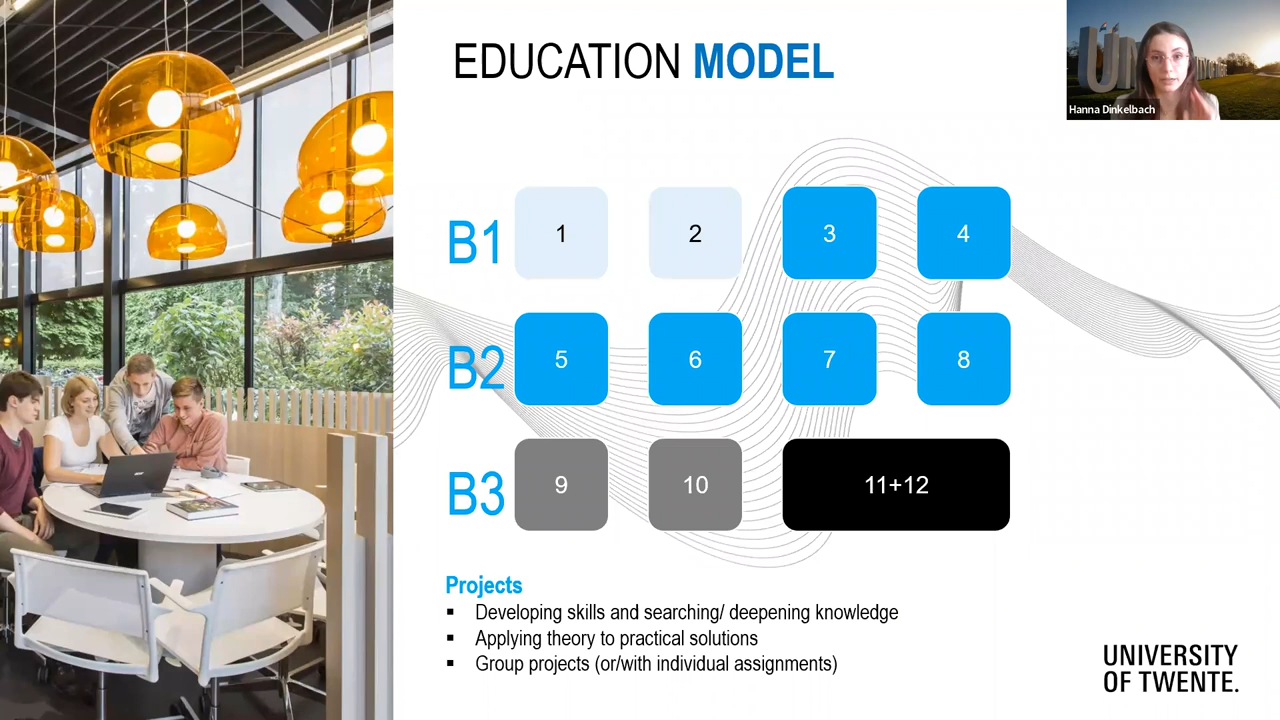 EDUCATION MODEL
Hanna Dinkelbach
B1 1 2 3 4
B2 5 6 7 8
B3 9 10 11+12
Projects
▪ Developing skills and searching/ deepening knowledge
▪ Applying theory to practical solutions
▪ Group projects (or/with individual assignments)
UNIVERSITY
OF TWENTE.